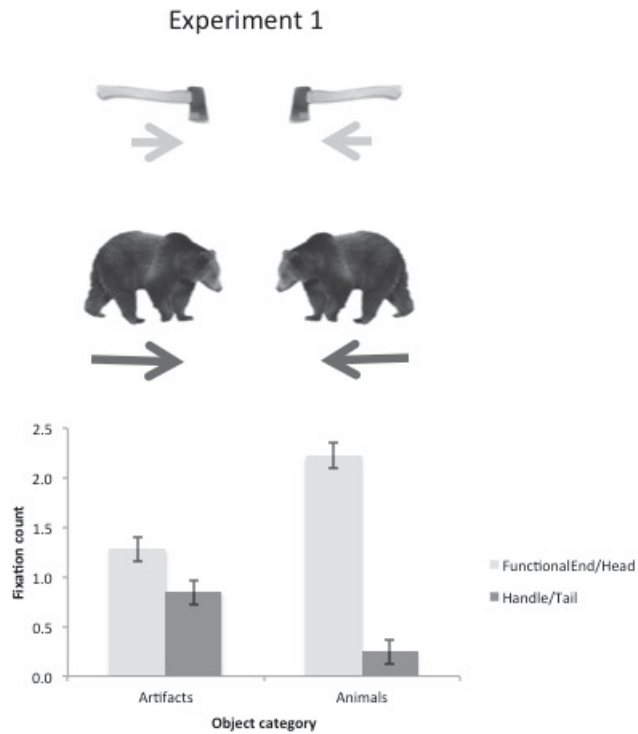 Experiment 1
2.5
2.0
1.5
1.0
0.5
0.0
Fixation count
Artifacts
Animals
Object category
FunctionalEnd/Head
Handle/Tail